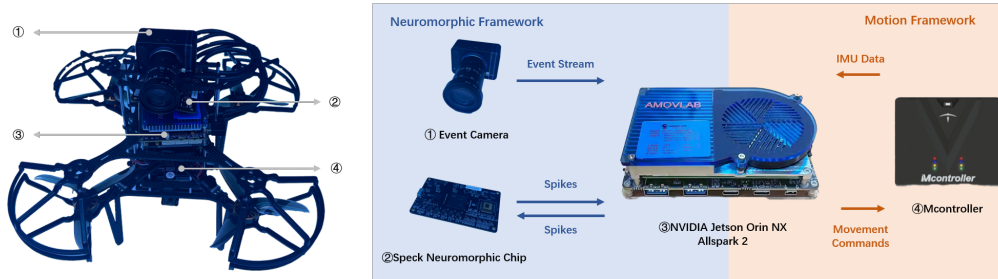 ①
②
③
④
Neuromorphic Framework
Motion Framework
Event Stream
IMU Data
AMOVLAB
① Event Camera
Mcontroller
Spikes
Spikes
③NVIDIA Jetson Orin NX
Allspark 2
②Speck Neuromorphic Chip
④Mcontroller
Movement
Commands